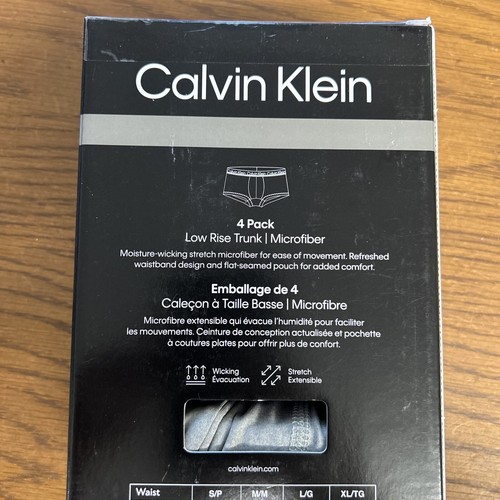 Calvin Klein
4 Pack
Low Rise Trunk | Microfiber
Moisture-wicking stretch microfiber for ease of movement. Refreshed
waistband design and flat-seamed pouch for added comfort.
Emballage de 4
Caleçon à Taille Basse | Microfibre
Microfibre extensible qui évacue l'humidité pour faciliter
les mouvements. Ceinture de conception actualisée et pochette
à coutures plates pour offrir plus de confort.
Wicking Stretch
Évacuation Extensible
calvinklein.com
Waist S/P M/M L/G XL/TG